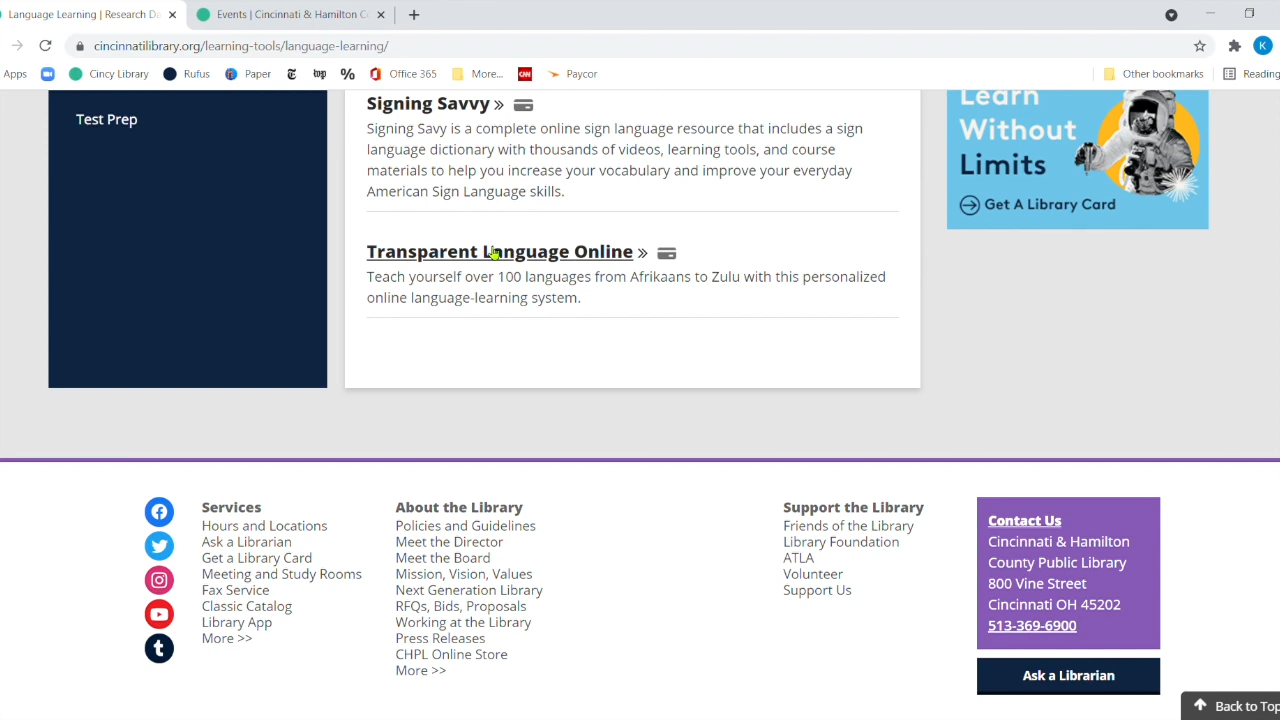 Language Learning | Research Da
Events | Cincinnati & Hamilton C
cincinnatilibrary.org/learning-tools/language-learning/
K
Apps
Cincy Library
Rufus
Paper
Office 365
More...
CNN
Paycor
Other bookmarks
Reading
Test Prep
Signing Savvy »
Signing Savy is a complete online sign language resource that includes a sign
language dctionary with thousands of videos, learning tools, and course
materials to help you increase your vocabulary and improve your everyday
American Sign Language skills.
Transparent Language Online »
Teach yourself over 100 languages from Afrikaans to Zulu with this personalized
online language-learning system.
Learn
Without
Limits
Get A Library Card
Services
Hours and Locations
Ask a Librarian
Get a Library Card
Meeting and Study Rooms
Fax Service
Classic Catalog
Library App
More >>
About the Library
Policies and Guidelines
Meet the Director
Meet the Board
Mission, Vision, Values
Next Generation Library
RFQs, Bids, Proposals
Working at the Library
Press Releases
CHPL Online Store
More >>
Support the Library
Friends of the Library
Library Foundation
ATLA
Volunteer
Support Us
Contact Us
Cincinnati & Hamilton
County Public Library
800 Vine Street
Cincinnati OH 45202
513-369-6900
Ask a Librarian
Back to Top